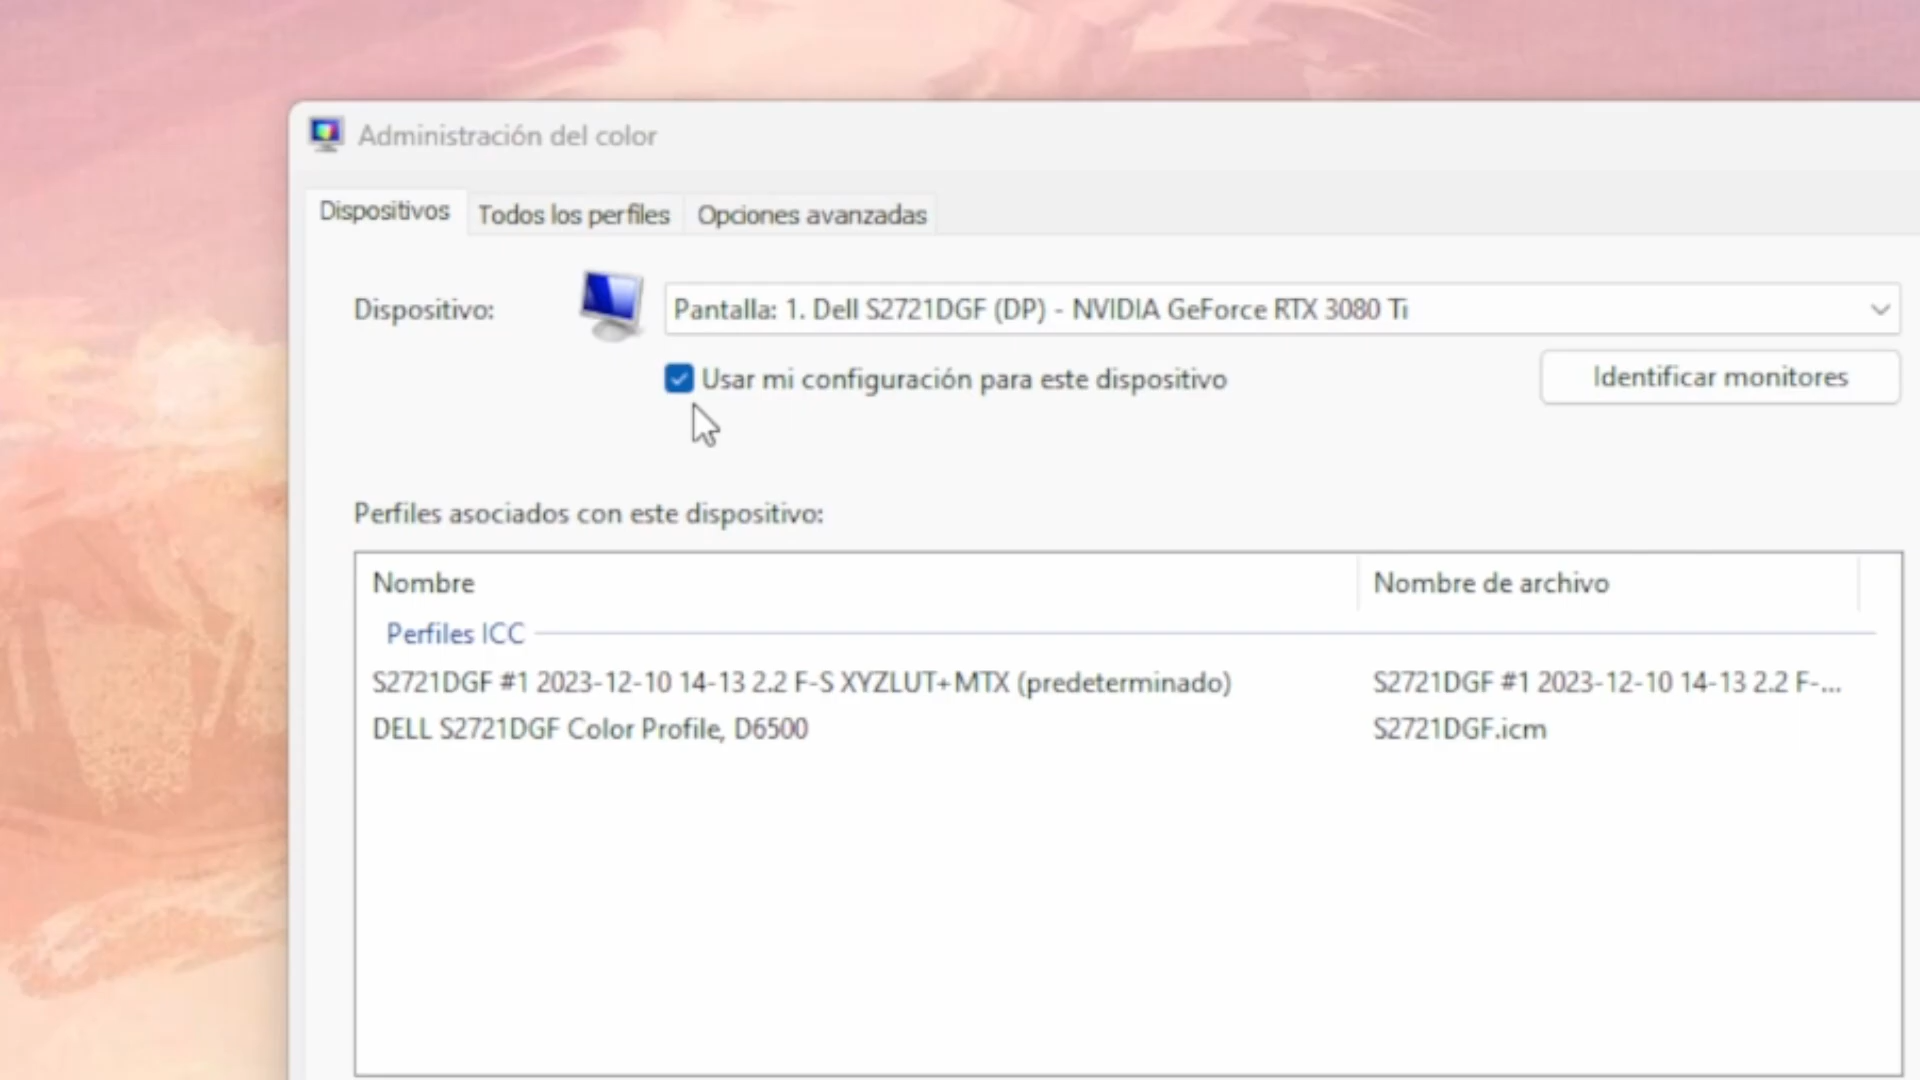 Administración del color
Dispositivos Todos los perfiles Opciones avanzadas
Dispositivo: Pantalla: 1. Dell S2721DGF (DP) - NVIDIA GeForce RTX 3080 Ti
Usar mi configuración para este dispositivo Identificar monitores
Perfiles asociados con este dispositivo:
Nombre Nombre de archivo
Perfiles ICC
S2721DGF #1 2023-12-10 14-13 2.2 F-S XYZLUT+MTX (predeterminado) S2721DGF #1 2023-12-10 14-13 2.2 F-...
DELL S2721DGF Color Profile, D6500 S2721DGF.icm